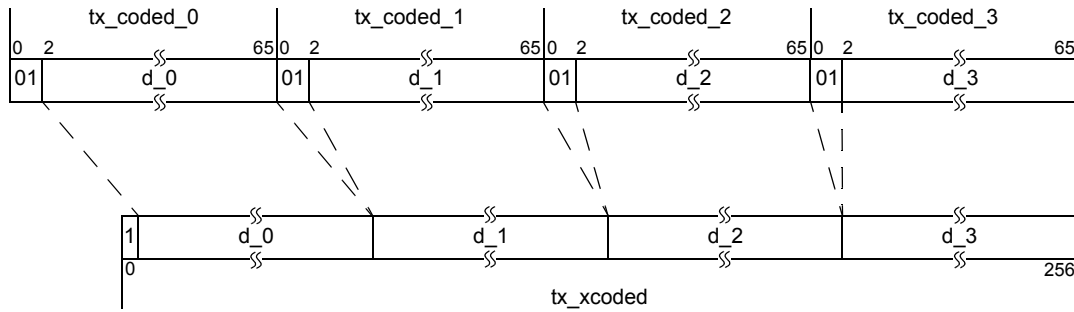 tx_coded_0 tx_coded_1 tx_coded_2 tx_coded_3
0 2 65 0 2 65 0 2 65 0 2 65
01 d_0 01 d_1 01 d_2 01 d_3
1 d_0 d_1 d_2 d_3
0 256
tx_xcoded